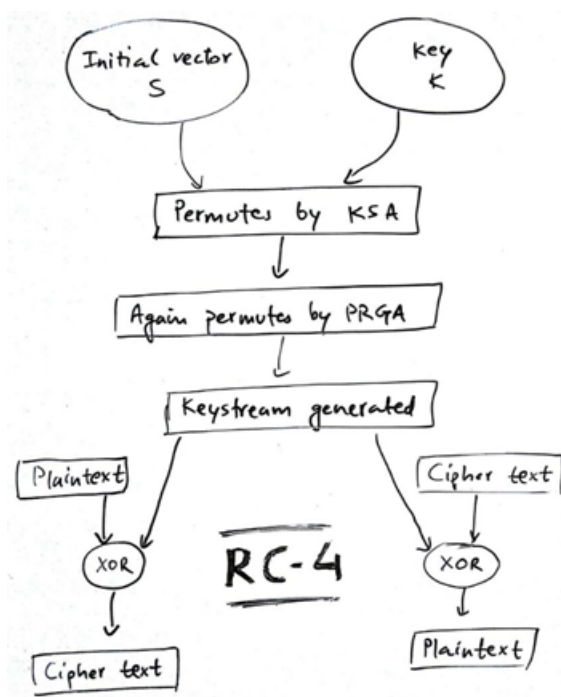 Initial vector
S
Key
K
Permutes by KSA
Again permutes by PRGA
Keystream generated
Plaintext
Cipher text
XOR
RC-4
XOR
Cipher text
Plaintext